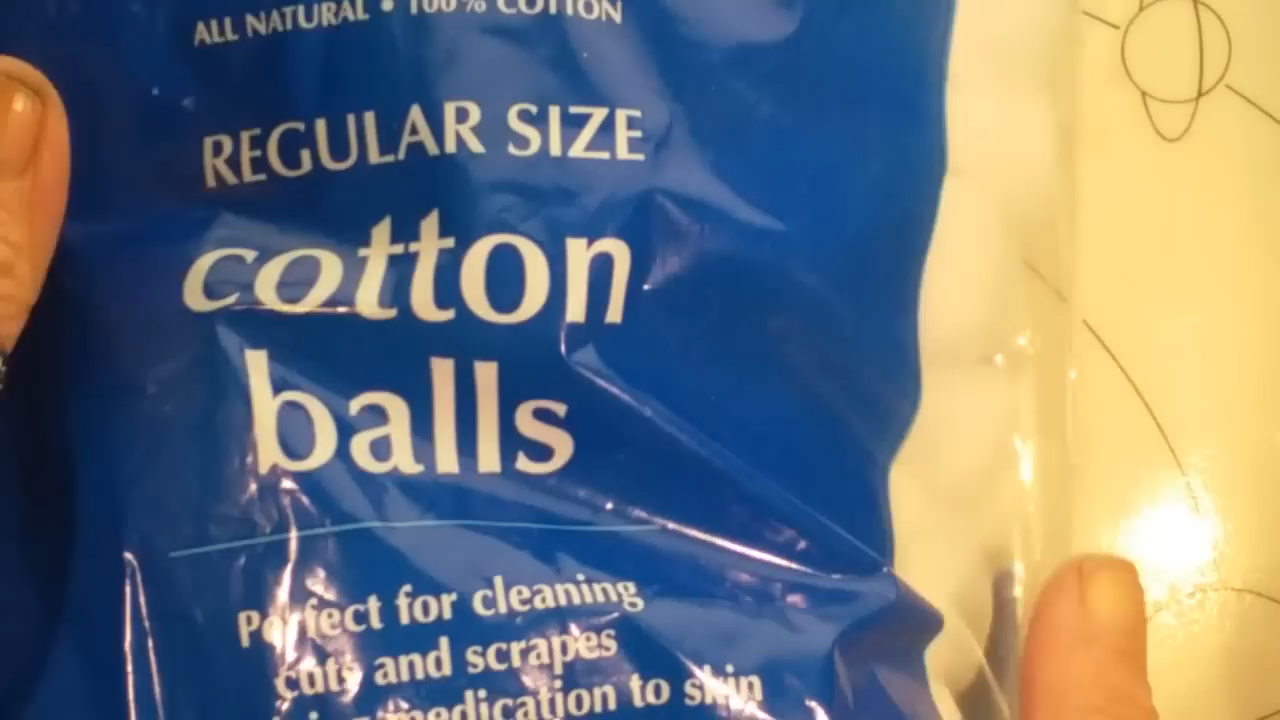 ALL NATURAL • 100% COTTON
REGULAR SIZE
cotton
balls
Perfect for cleaning
cuts and scrapes
medication to skin